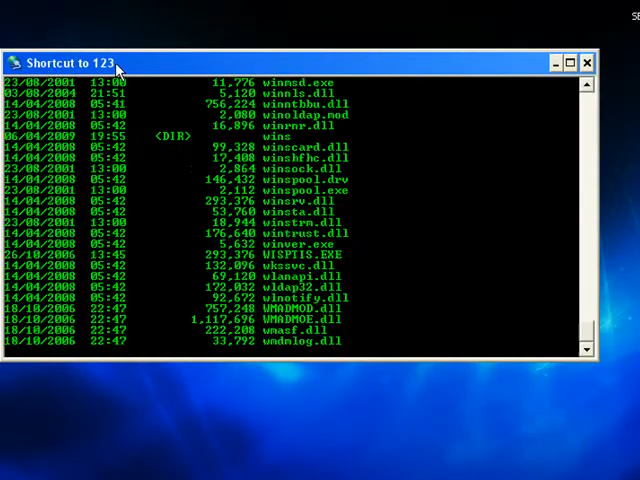 SE
Shortcut to 123
23/08/2001 13:00 11,776 winmsd.exe
03/08/2004 21:51 5,120 winnls.dll
14/04/2008 05:41 756,224 winntbbu.dll
23/08/2001 13:00 2,080 winoldap.mod
14/04/2008 05:42 16,896 winrnr.dll
06/04/2009 19:55 <DIR> wins
14/04/2008 05:42 99,328 winscard.dll
14/04/2008 05:42 17,408 winshfhc.dll
23/08/2001 13:00 2,864 winsock.dll
14/04/2008 05:42 146,432 winspool.drv
23/08/2001 13:00 2,112 winspool.exe
14/04/2008 05:42 293,376 winsrv.dll
14/04/2008 05:42 53,760 winsta.dll
23/08/2001 13:00 18,944 winstrm.dll
14/04/2008 05:42 176,640 wintrust.dll
14/04/2008 05:42 5,632 winver.exe
26/10/2006 13:45 293,376 WISPTIS.EXE
14/04/2008 05:42 132,096 wkssvc.dll
14/04/2008 05:42 69,120 wlanapi.dll
14/04/2008 05:42 172,032 wldap32.dll
14/04/2008 05:42 92,672 wlnotify.dll
18/10/2006 22:47 757,248 WMADMOD.dll
18/10/2006 22:47 1,117,696 WMADMOE.dll
18/10/2006 22:47 222,208 wmasf.dll
18/10/2006 22:47 33,792 wmdmlog.dll